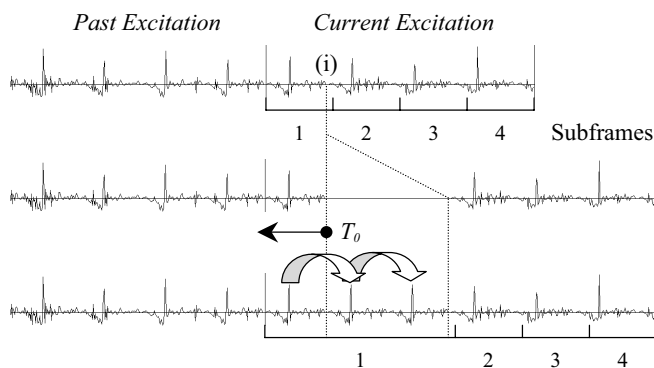 Past Excitation Current Excitation
(i)
1 2 3 4 Subframes
T₀
1 2 3 4